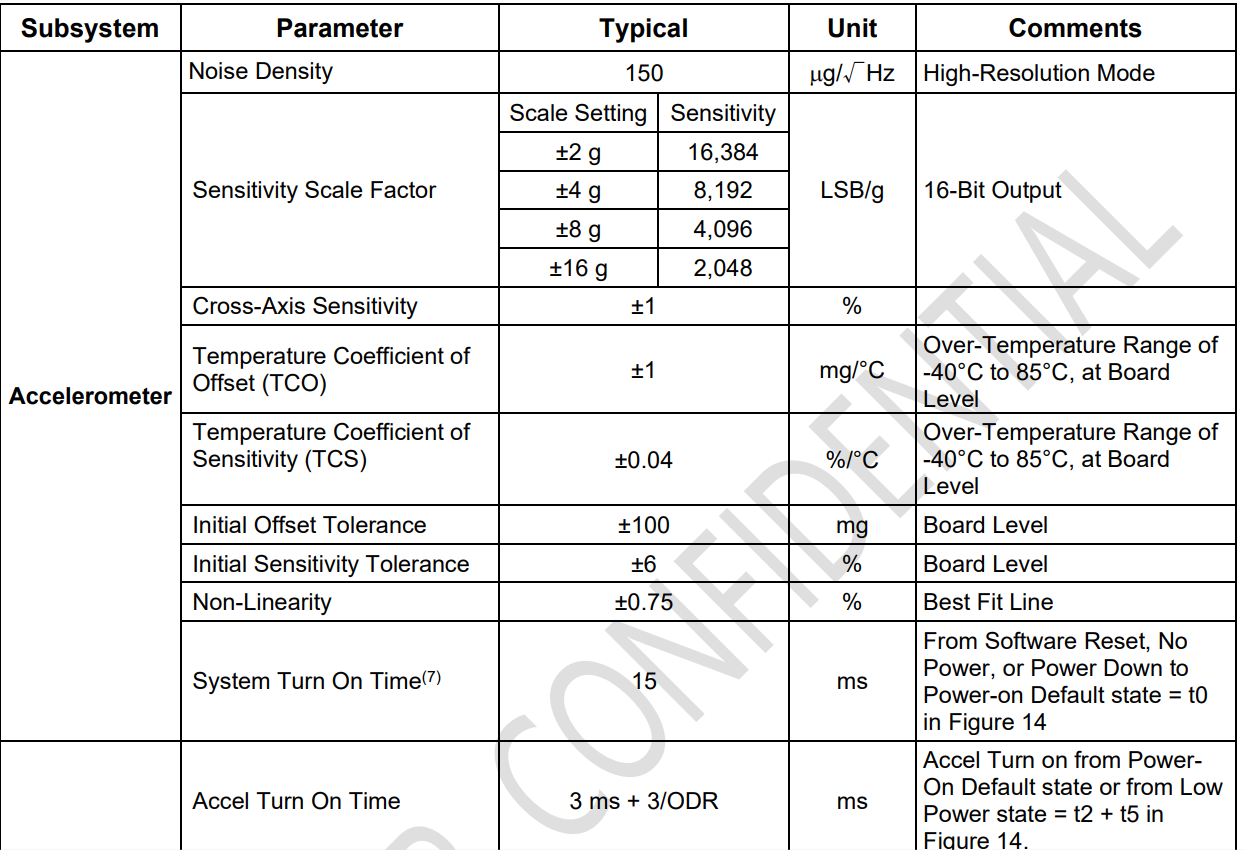 Subsystem Parameter Typical Unit Comments
Accelerometer
Noise Density 150 µg/√Hz High-Resolution Mode
Sensitivity Scale Factor
Scale Setting Sensitivity
±2 g 16,384
±4 g 8,192
±8 g 4,096
±16 g 2,048
LSB/g 16-Bit Output
Cross-Axis Sensitivity ±1 %
Temperature Coefficient of
Offset (TCO)
±1 mg/°C
Over-Temperature Range of
-40°C to 85°C, at Board
Level
Temperature Coefficient of
Sensitivity (TCS)
±0.04 %/°C
Over-Temperature Range of
-40°C to 85°C, at Board
Level
Initial Offset Tolerance ±100 mg Board Level
Initial Sensitivity Tolerance ±6 % Board Level
Non-Linearity ±0.75 % Best Fit Line
System Turn On Time(7) 15 ms
From Software Reset, No
Power, or Power Down to
Power-on Default state = t0
in Figure 14
Accel Turn On Time 3 ms + 3/ODR ms
Accel Turn on from Power-
On Default state or from Low
Power state = t2 + t5 in
Figure 14.
CONFIDENTIAL